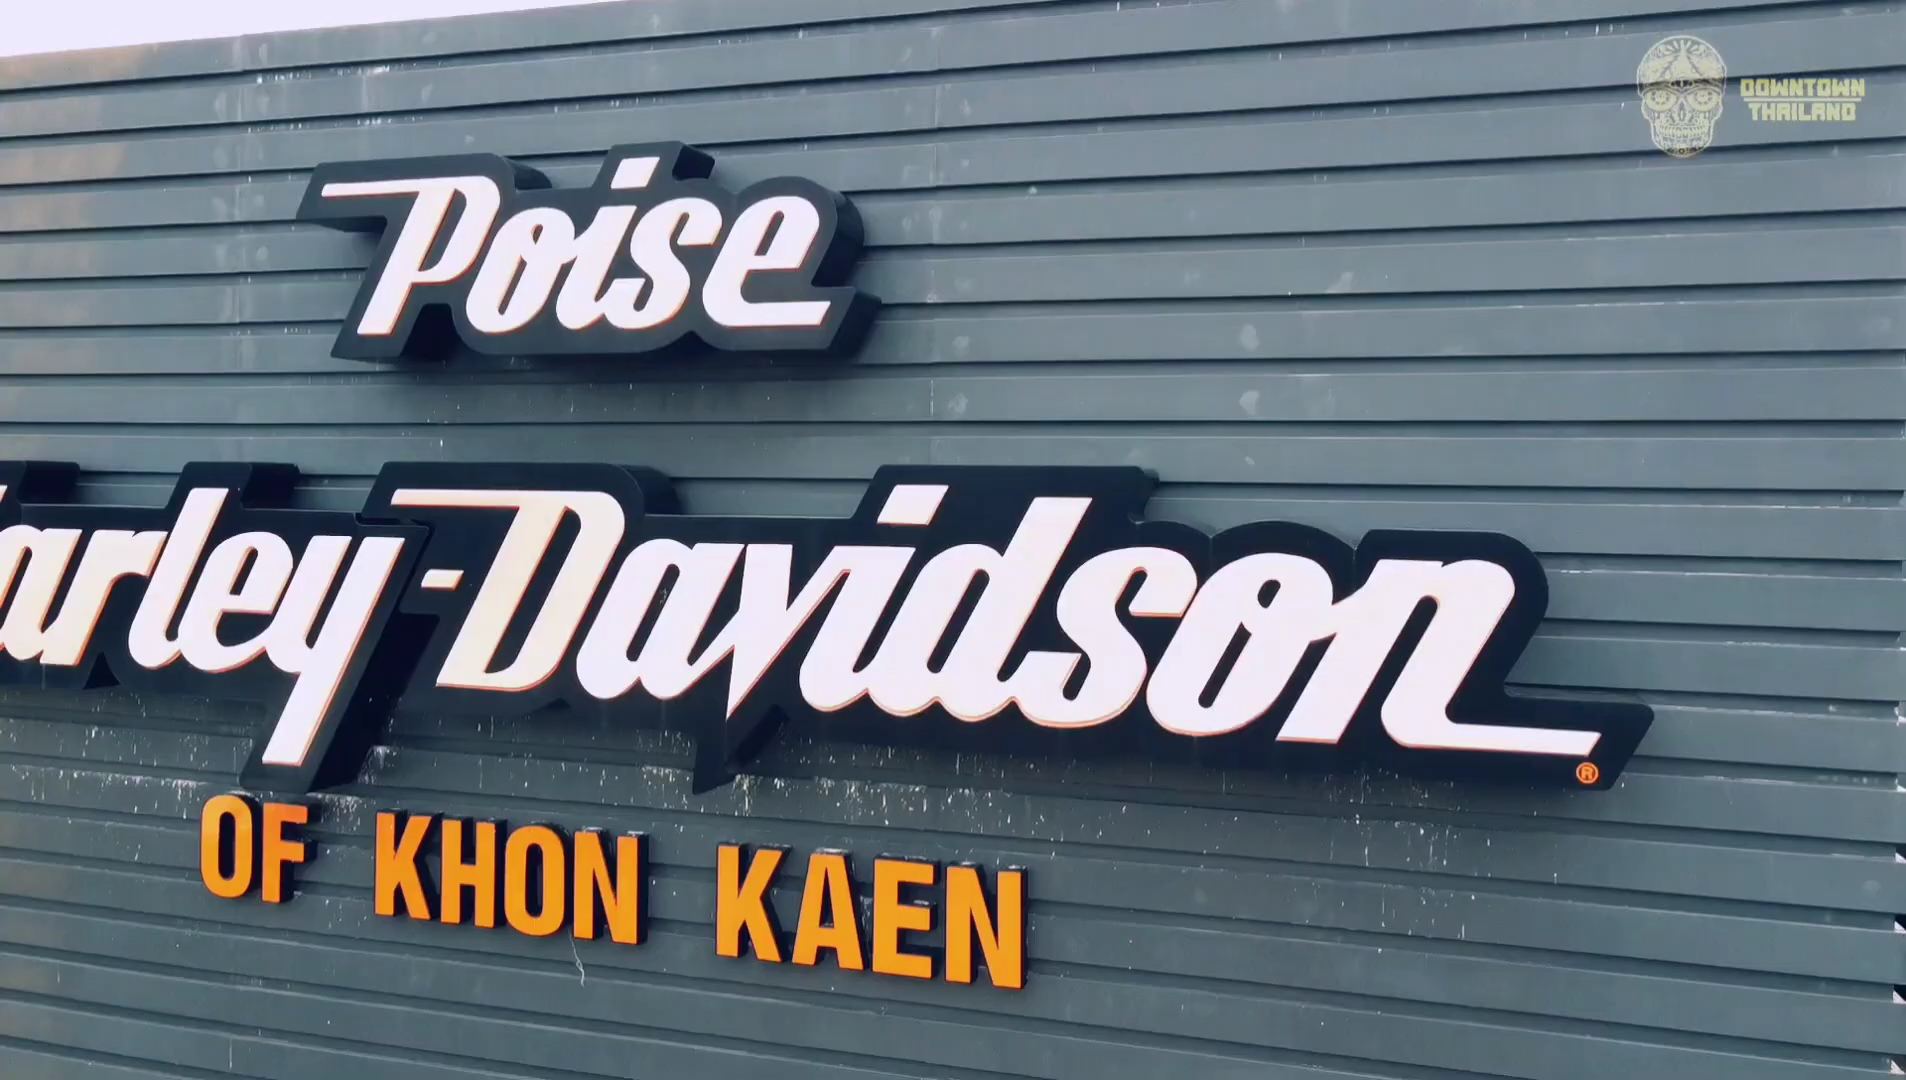 DOWNTOWN
THAILAND
Poise
arley-Davidson
®
OF KHON KAEN